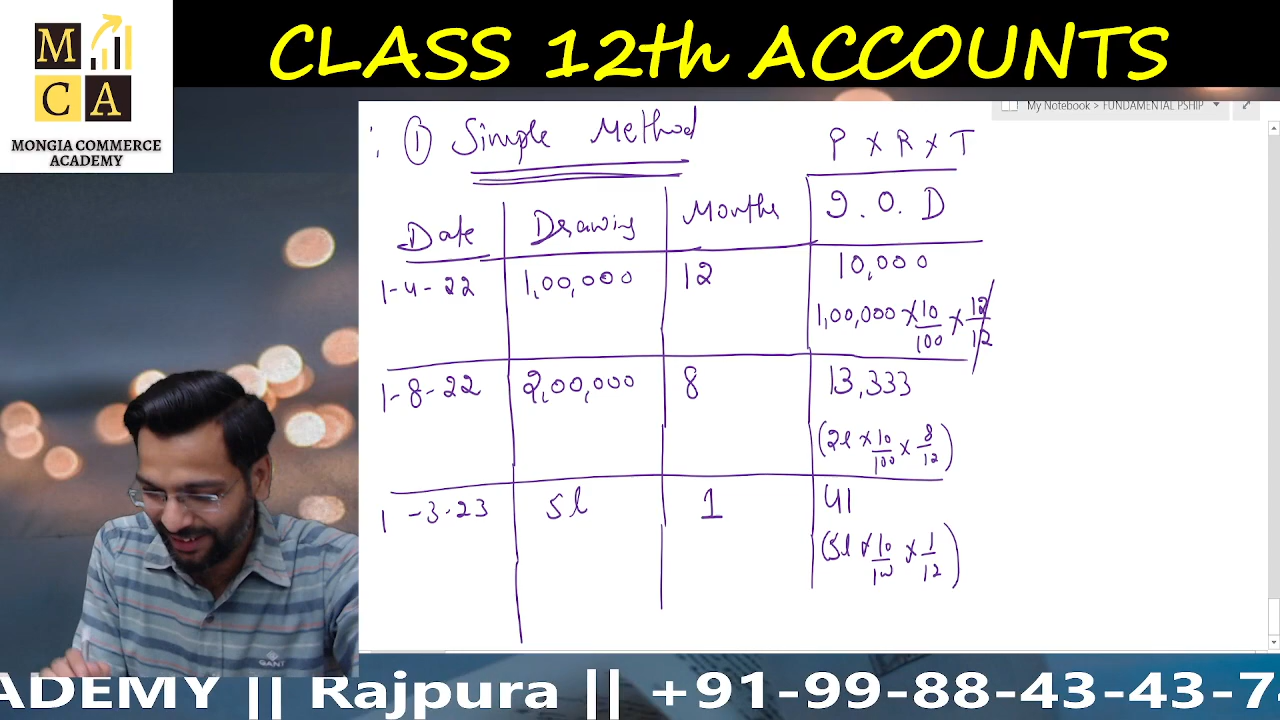 CLASS 12th ACCOUNTS
M
C A
MONGIA COMMERCE
ACADEMY
My Notebook > FUNDAMENTAL PSHIP
: ① Simple Method
P X R X T
Date Drawing Months I.O.D
1-4-22 1,00,000 12 10,000
1,00,000 x 10/100 x 12/12
1-8-22 2,00,000 8 13,333
(2l x 10/100 x 8/12)
1-3-23 5l 1 41
(5l x 10/100 x 1/12)
GANT
ADEMY || Rajpura || +91-99-88-43-43-7